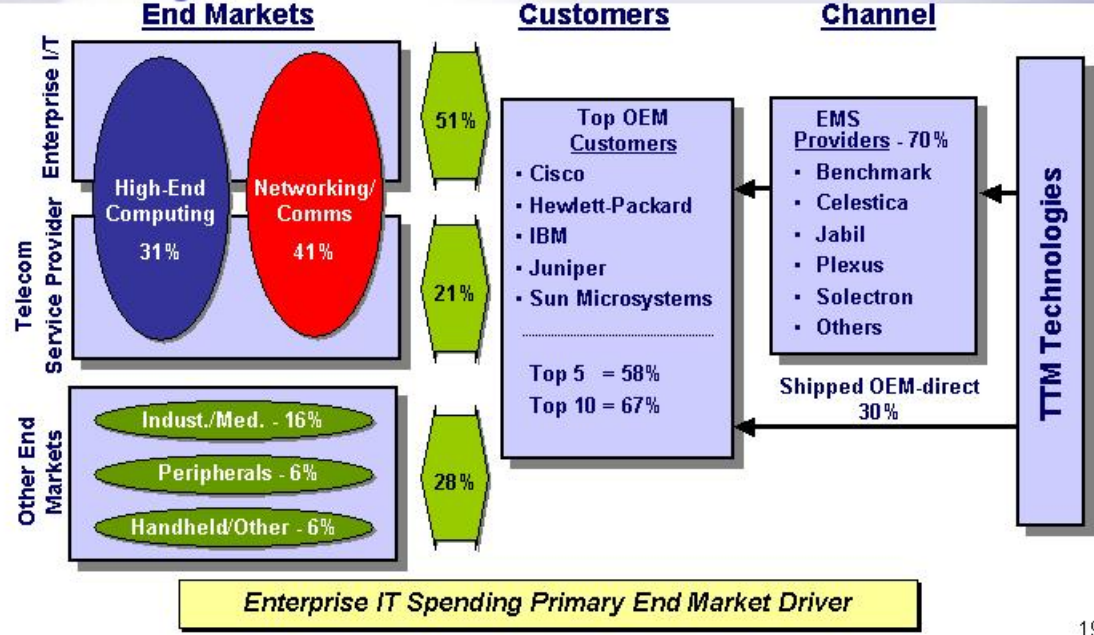 End Markets
Customers
Channel
Enterprise I/T
Telecom
Service Provider
Other End
Markets
High-End
Computing
31%
Networking/
Comms
41%
Indust./Med. - 16%
Peripherals - 6%
Handheld/Other - 6%
51%
21%
28%
Top OEM
Customers
▪ Cisco
▪ Hewlett-Packard
▪ IBM
▪ Juniper
▪ Sun Microsystems
Top 5 = 58%
Top 10 = 67%
EMS
Providers - 70%
▪ Benchmark
▪ Celestica
▪ Jabil
▪ Plexus
▪ Solectron
▪ Others
Shipped OEM-direct
30%
TTM Technologies
Enterprise IT Spending Primary End Market Driver
19